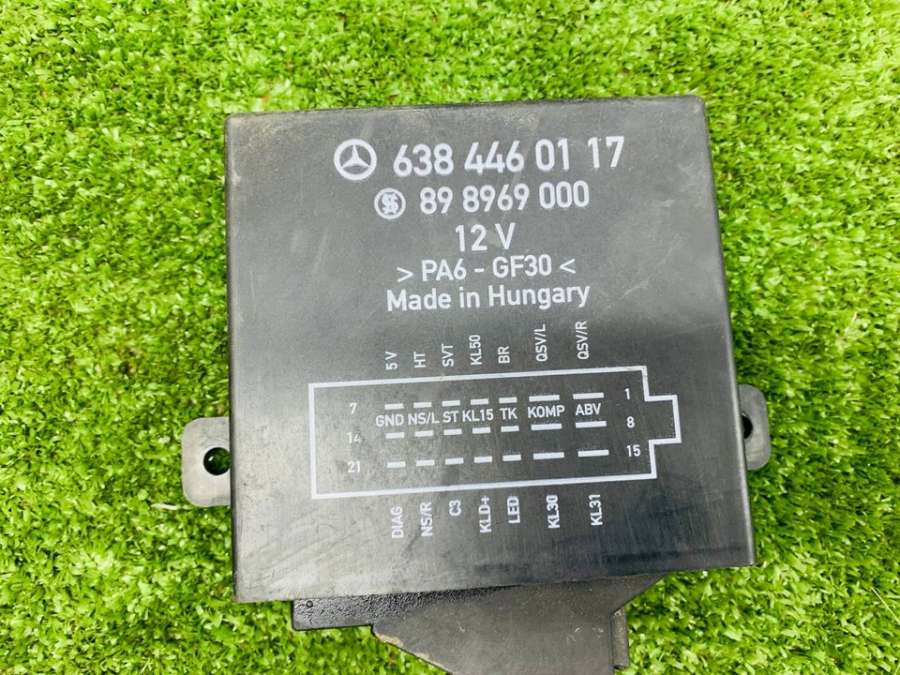 638 446 01 17
89 8969 000
12 V
> PA6 - GF30 <
Made in Hungary
5 V HT SVT KL50 BR QSV/L QSV/R
7 1
GND NS/L ST KL15 TK KOMP ABV 8
14
21 15
DIAG NS/R C3 KLD+ LED KL30 KL31